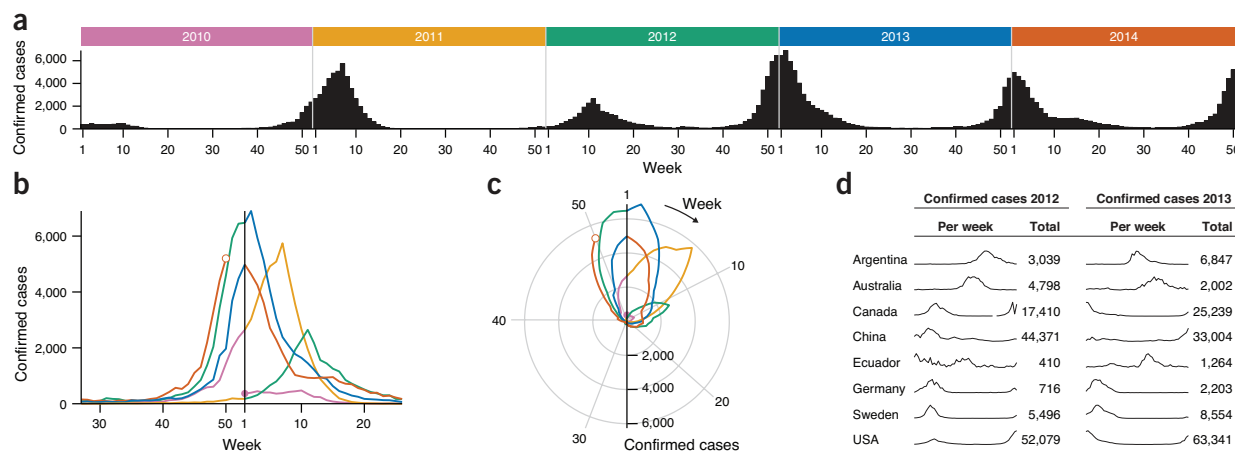 a
2010 2011 2012 2013 2014
Confirmed cases
6,000
4,000
2,000
0
1 10 20 30 40 50 1 10 20 30 40 50 1 10 20 30 40 50 1 10 20 30 40 50 1 10 20 30 40 50
Week
b
Confirmed cases
6,000
4,000
2,000
0
30 40 50 1 10 20
Week
c
1
50
Week
10
40
2,000
4,000
20
6,000
30
Confirmed cases
d
Confirmed cases 2012 Confirmed cases 2013
Per week Total Per week Total
Argentina 3,039 6,847
Australia 4,798 2,002
Canada 17,410 25,239
China 44,371 33,004
Ecuador 410 1,264
Germany 716 2,203
Sweden 5,496 8,554
USA 52,079 63,341